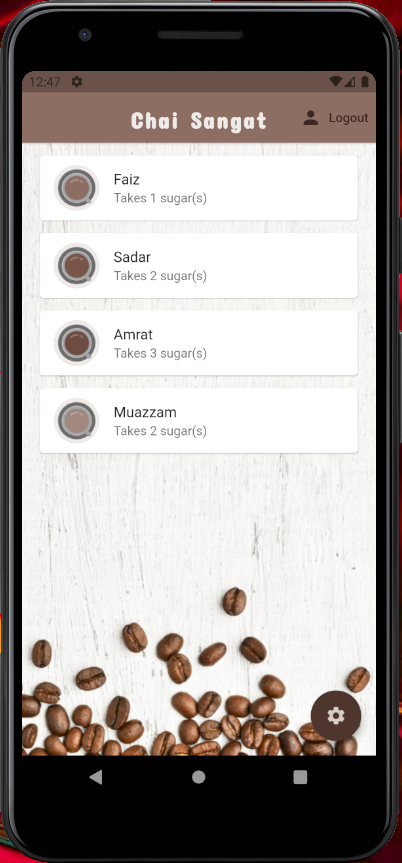 12:47
Chai Sangat
Logout
Faiz
Takes 1 sugar(s)
Sadar
Takes 2 sugar(s)
Amrat
Takes 3 sugar(s)
Muazzam
Takes 2 sugar(s)